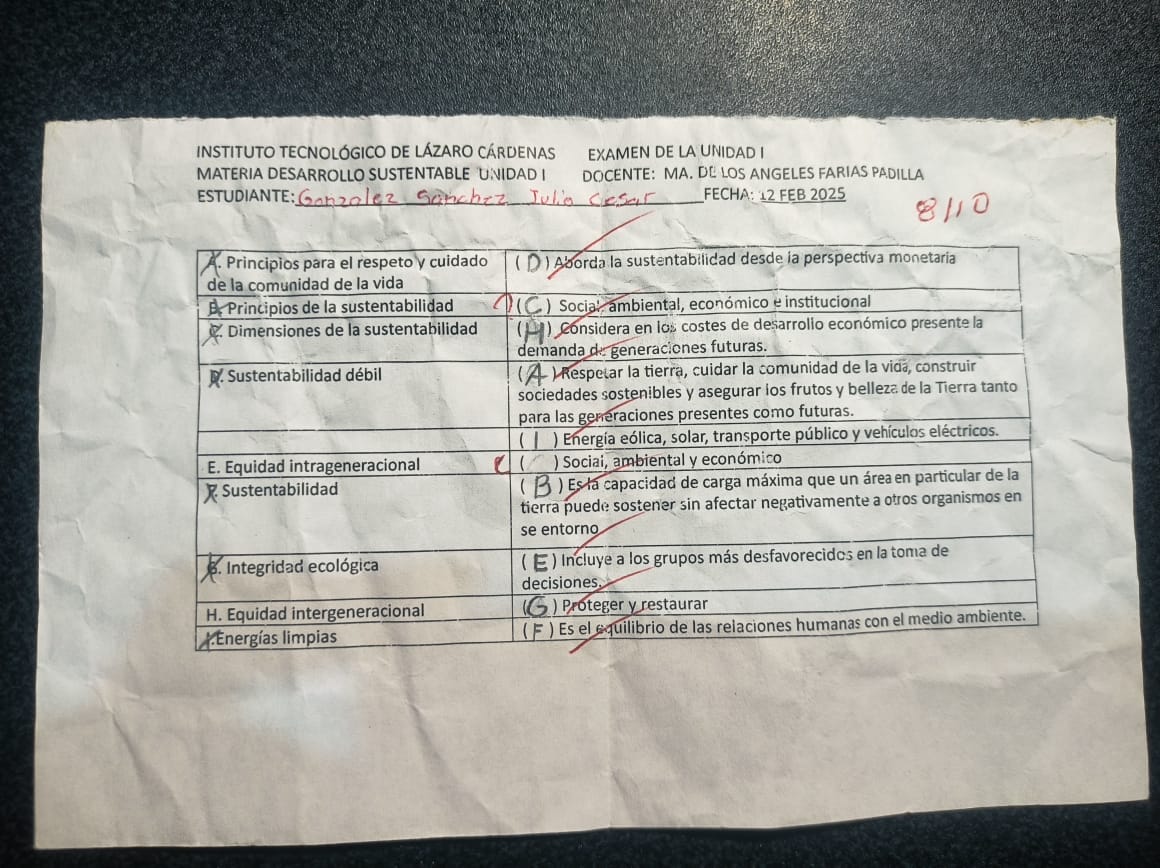 INSTITUTO TECNOLÓGICO DE LÁZARO CÁRDENAS EXAMEN DE LA UNIDAD I
MATERIA DESARROLLO SUSTENTABLE UNIDAD I DOCENTE: MA. DE LOS ANGELES FARIAS PADILLA
ESTUDIANTE: Gonzalez Sanchez Julio Cesar FECHA: 12 FEB 2025
8/10
A. Principios para el respeto y cuidado de la comunidad de la vida
( D ) Aborda la sustentabilidad desde la perspectiva monetaria
B. Principios de la sustentabilidad
( C ) Social, ambiental, económico e institucional
C. Dimensiones de la sustentabilidad
( H ) Considera en los costes de desarrollo económico presente la
demanda de generaciones futuras.
D. Sustentabilidad débil
( A ) Respetar la tierra, cuidar la comunidad de la vida, construir
sociedades sostenibles y asegurar los frutos y belleza de la Tierra tanto
para las generaciones presentes como futuras.
( I ) Energía eólica, solar, transporte público y vehículos eléctricos.
E. Equidad intrageneracional
( ) Social, ambiental y económico
F. Sustentabilidad
( B ) Es la capacidad de carga máxima que un área en particular de la
tierra puede sostener sin afectar negativamente a otros organismos en
se entorno
G. Integridad ecológica
( E ) Incluye a los grupos más desfavorecidos en la toma de
decisiones.
H. Equidad intergeneracional
( G ) Proteger y restaurar
I. Energías limpias
( F ) Es el equilibrio de las relaciones humanas con el medio ambiente.